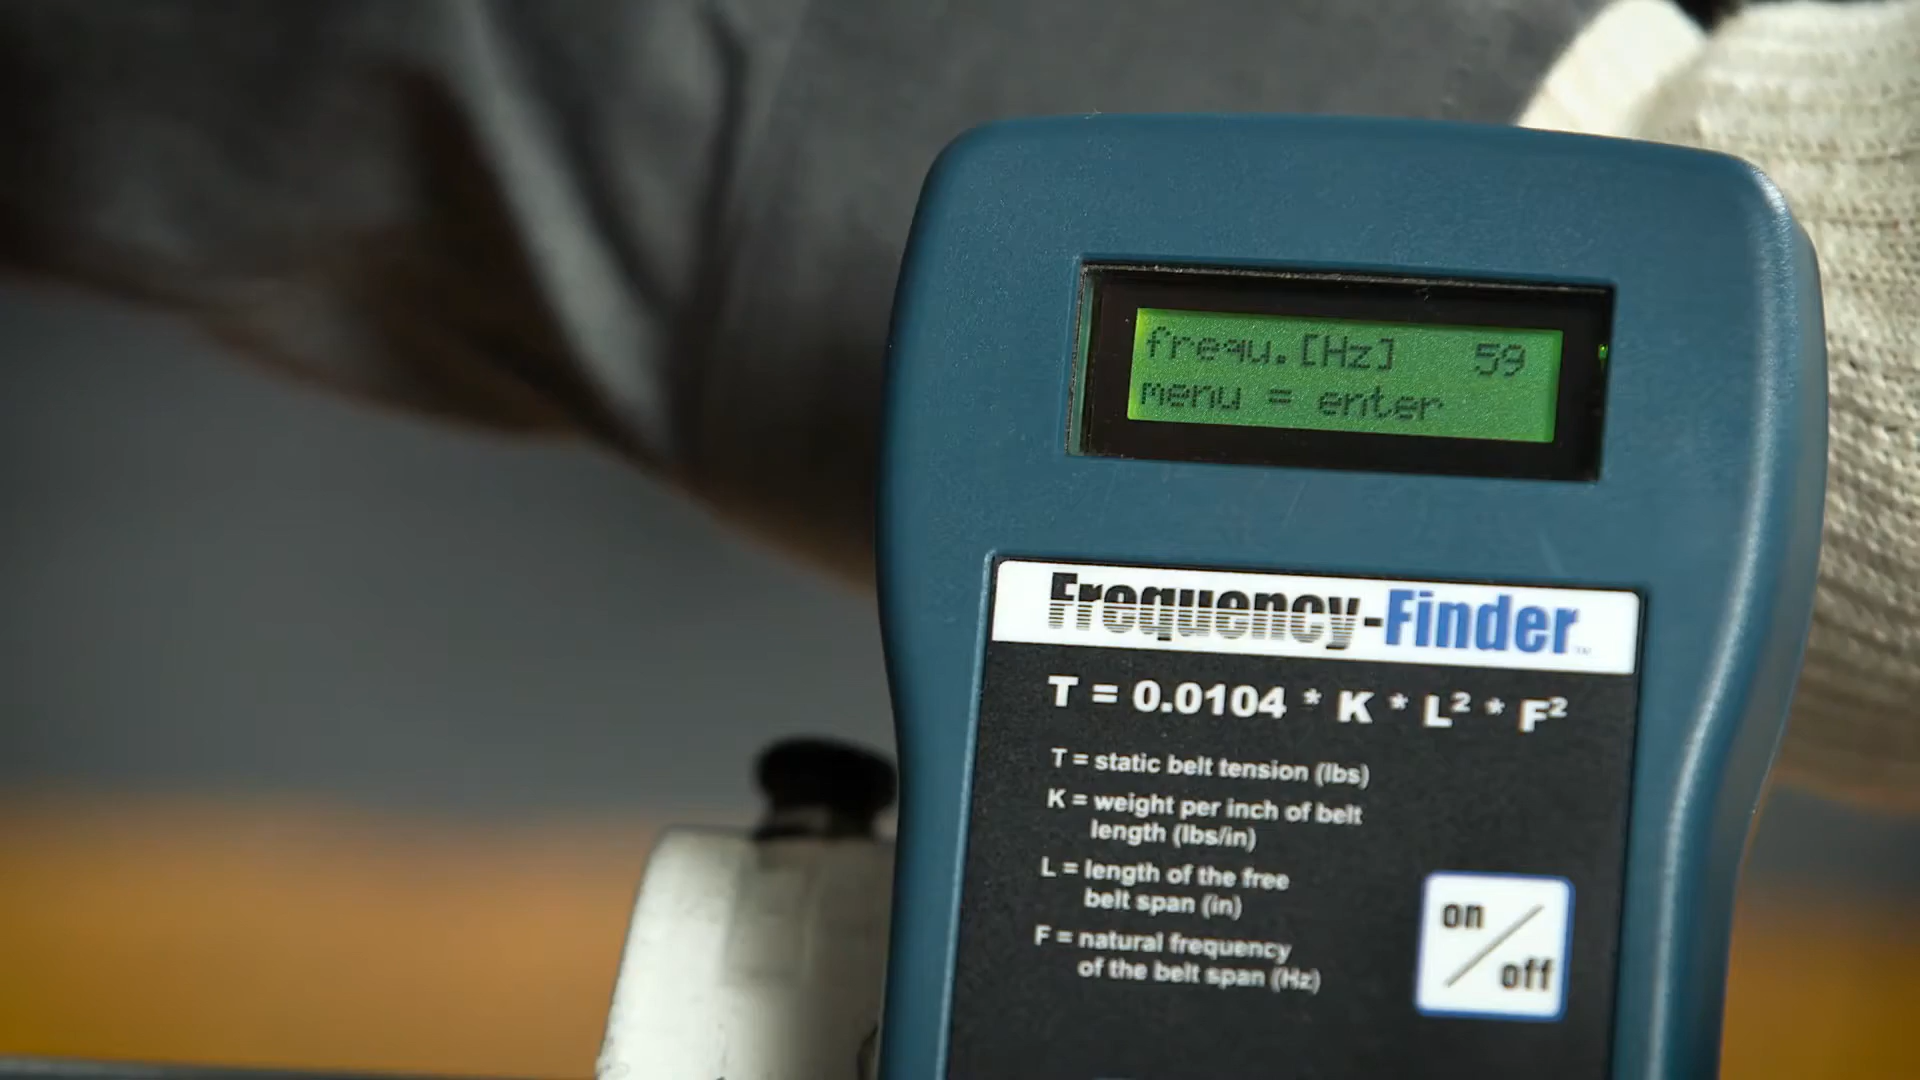 frequ.[Hz] 59
menu = enter
Frequency-Finder™
T = 0.0104 * K * L² * F²
T = static belt tension (lbs)
K = weight per inch of belt
length (lbs/in)
L = length of the free
belt span (in)
F = natural frequency
of the belt span (Hz)
on
off